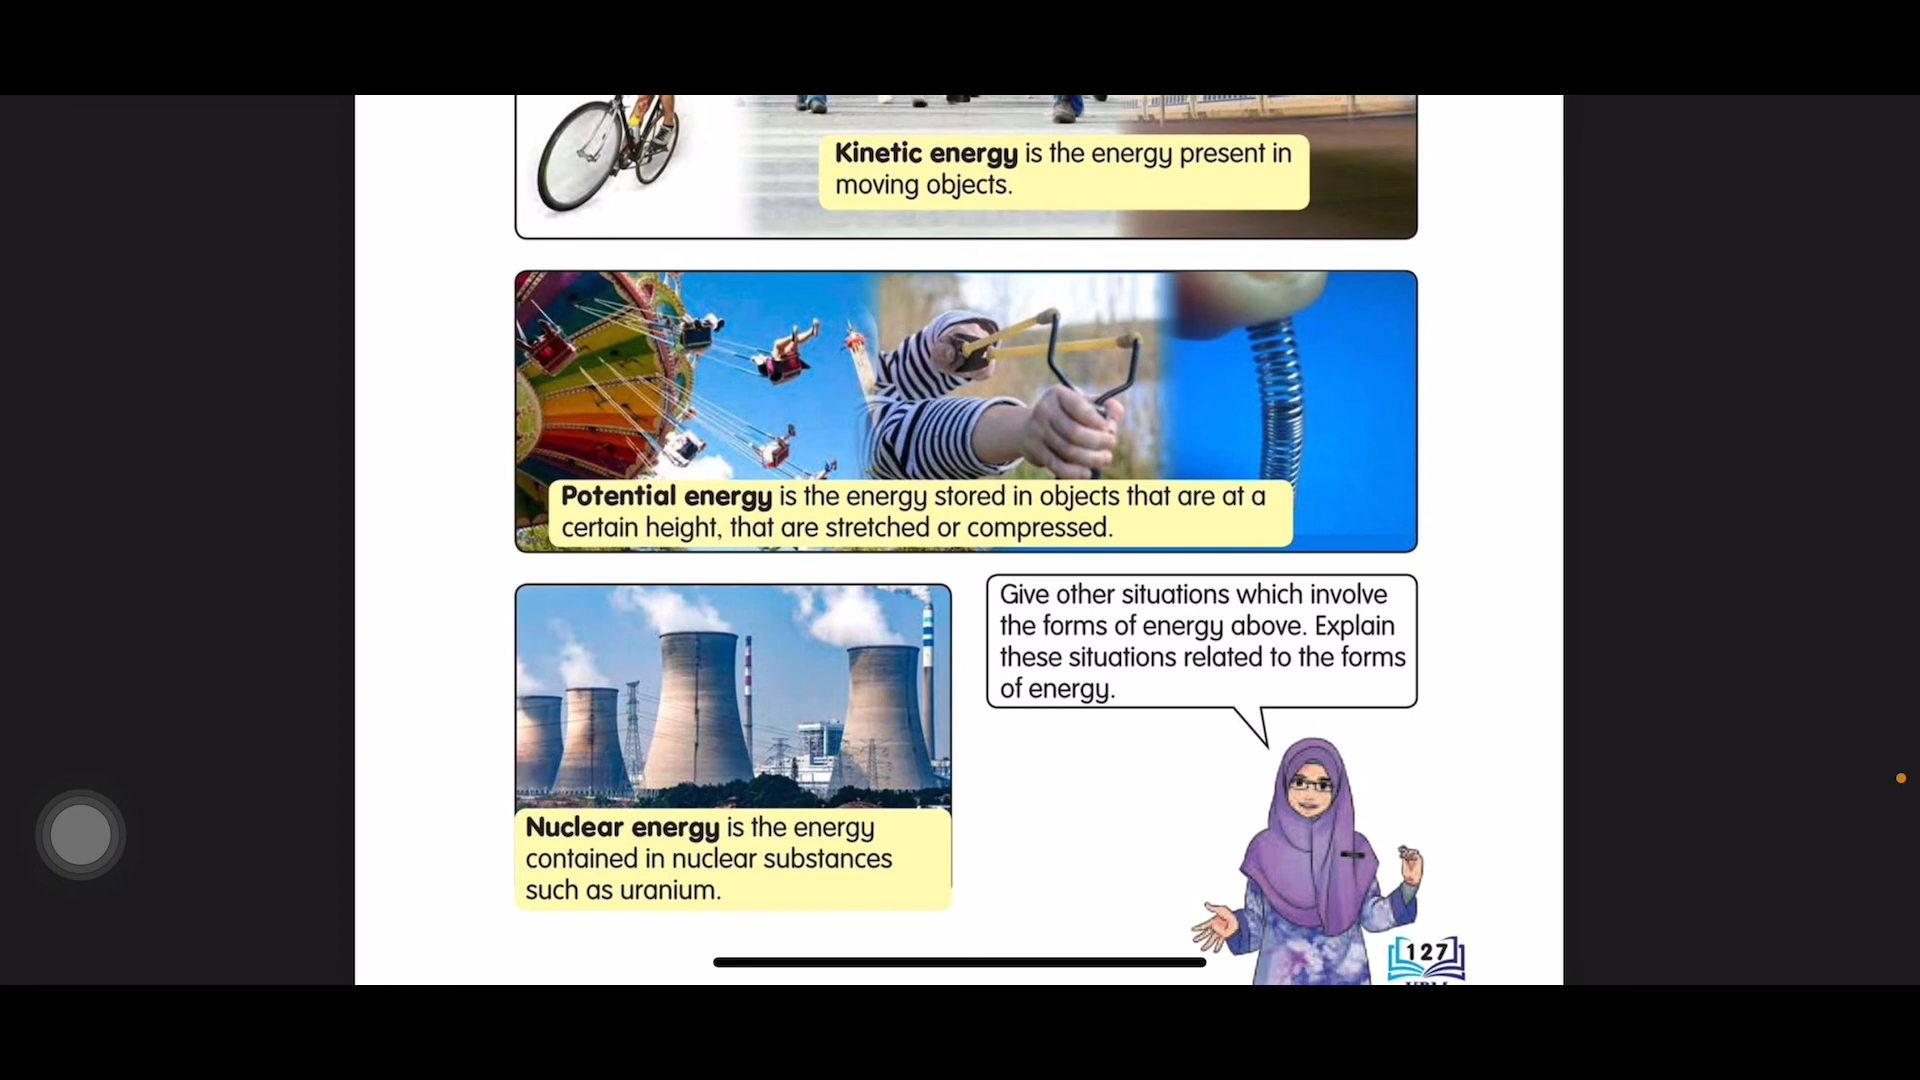 Kinetic energy is the energy present in
moving objects.
Potential energy is the energy stored in objects that are at a
certain height, that are stretched or compressed.
Give other situations which involve
the forms of energy above. Explain
these situations related to the forms
of energy.
Nuclear energy is the energy
contained in nuclear substances
such as uranium.
127